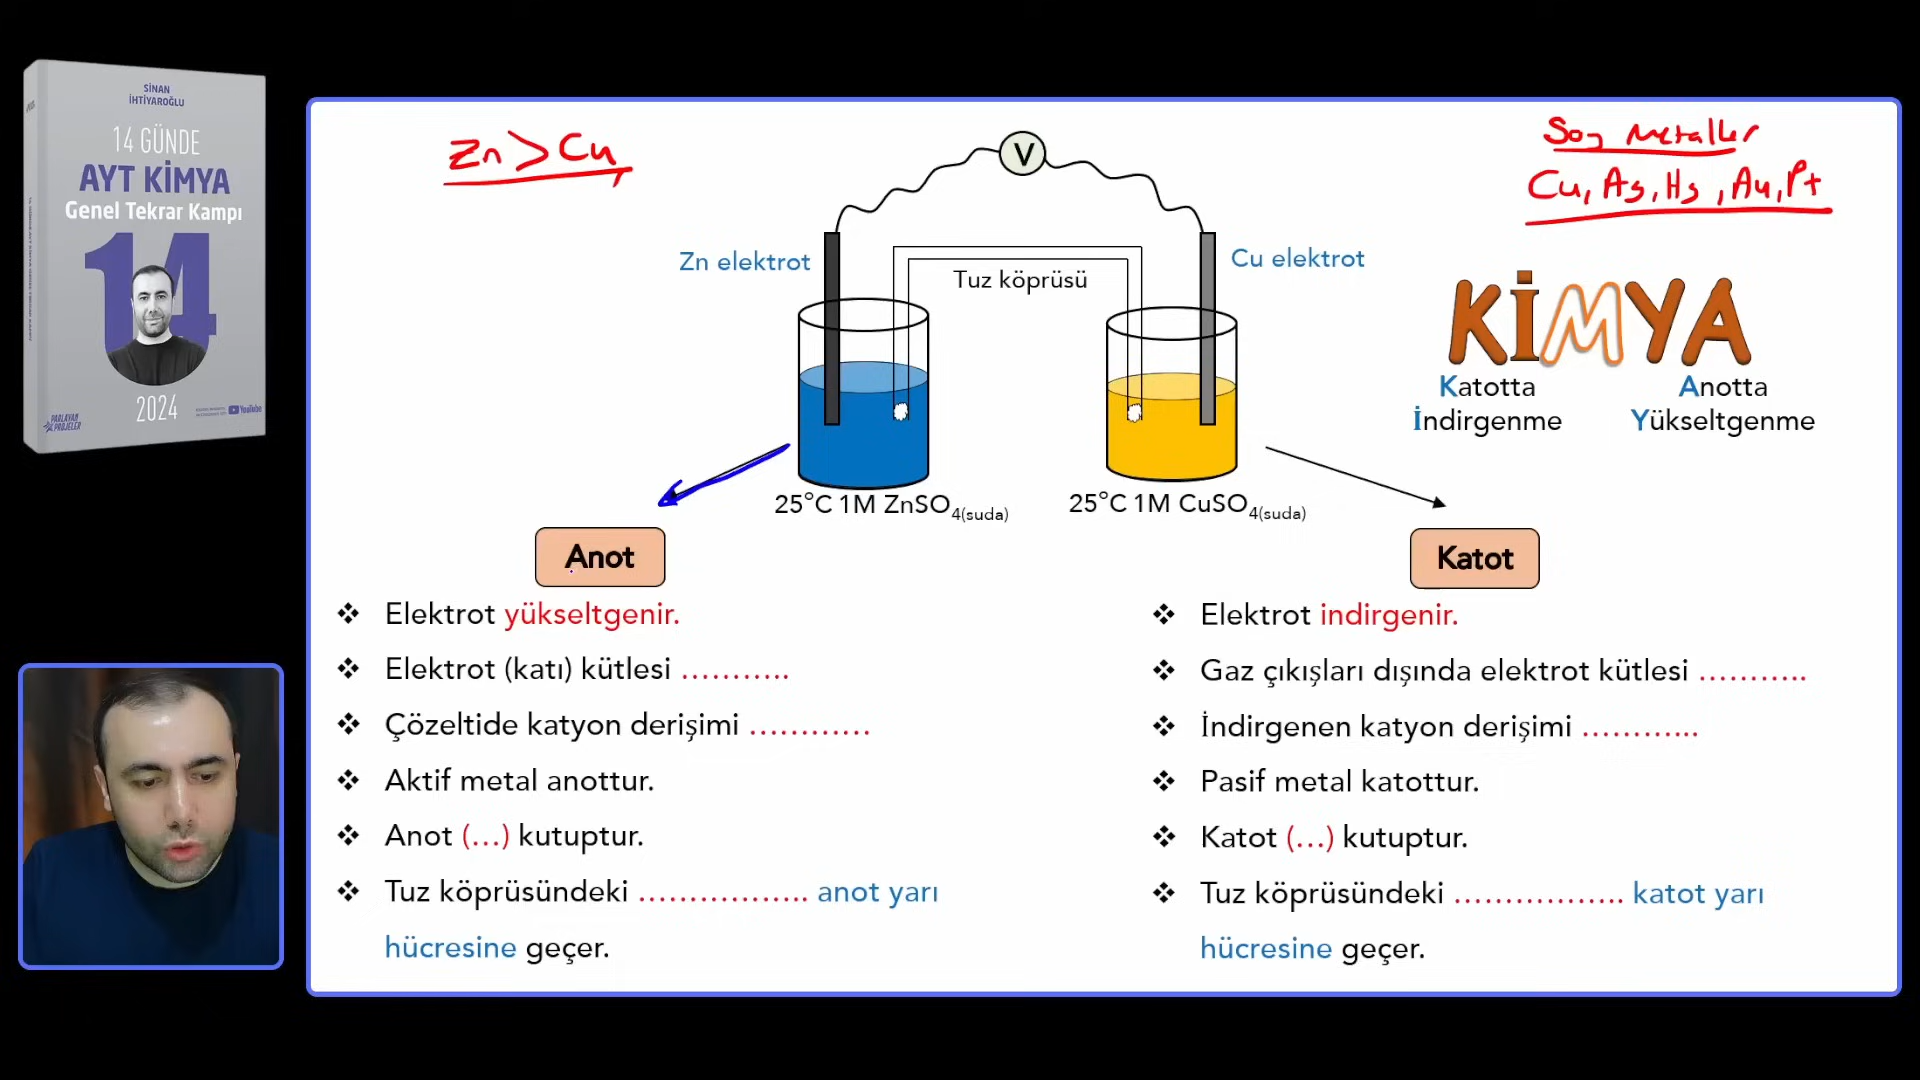 SİNAN
İHTİYAROĞLU
14 GÜNDE
AYT KİMYA
Genel Tekrar Kampı
14
2024
PARLAYAN
PROJELER
YouTube
Zn > Cu
Soy Metaller
Cu, Ag, Hg, Au, Pt
V
Zn elektrot
Tuz köprüsü
Cu elektrot
KİMYA
Katotta
İndirgenme
Anotta
Yükseltgenme
25°C 1M ZnSO4(suda)
25°C 1M CuSO4(suda)
Anot
❖ Elektrot yükseltgenir.
❖ Elektrot (katı) kütlesi ………..
❖ Çözeltide katyon derişimi …………
❖ Aktif metal anottur.
❖ Anot (…) kutuptur.
❖ Tuz köprüsündeki …………….. anot yarı
hücresine geçer.
Katot
❖ Elektrot indirgenir.
❖ Gaz çıkışları dışında elektrot kütlesi ………..
❖ İndirgenen katyon derişimi ………...
❖ Pasif metal katottur.
❖ Katot (…) kutuptur.
❖ Tuz köprüsündeki …………….. katot yarı
hücresine geçer.